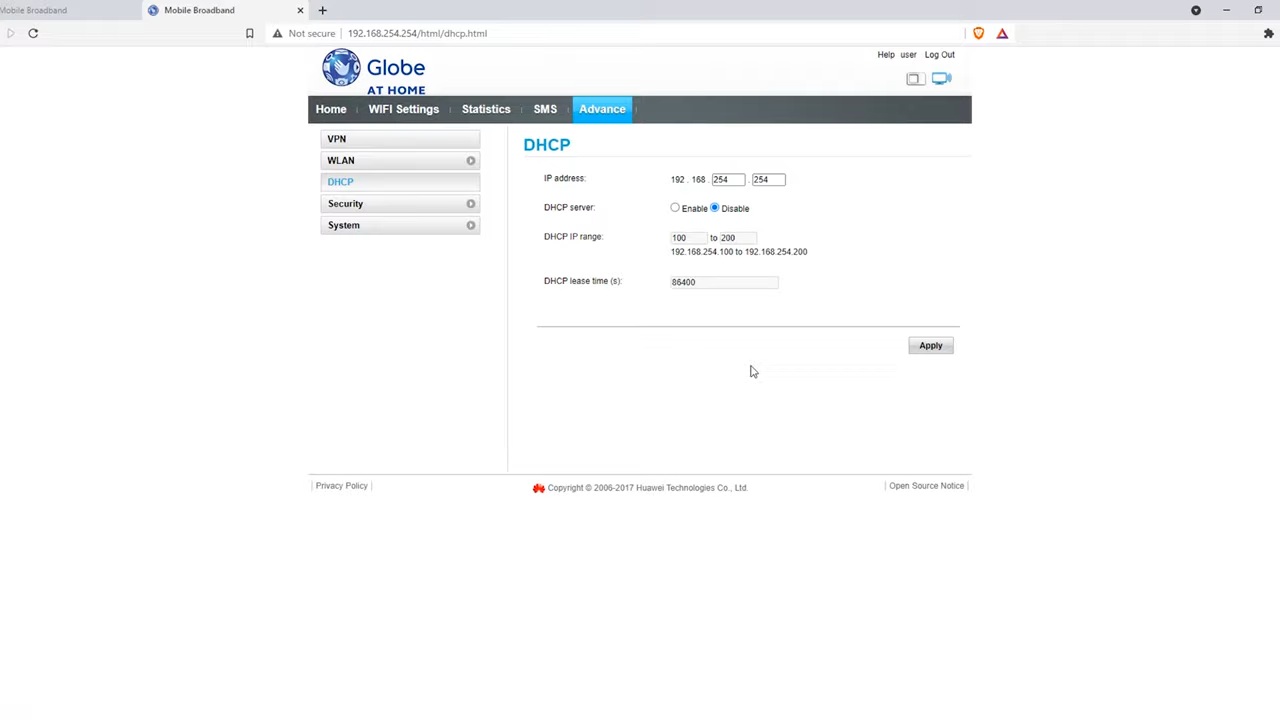 Mobile Broadband
Mobile Broadband
Not secure 192.168.254.254/html/dhcp.html
Globe
AT HOME
Help user Log Out
Home WIFI Settings Statistics SMS Advance
VPN
WLAN
DHCP
Security
System
DHCP
IP address: 192 . 168 . 254 . 254
DHCP server: Enable Disable
DHCP IP range: 100 to 200
192.168.254.100 to 192.168.254.200
DHCP lease time (s): 86400
Apply
Privacy Policy
Copyright © 2006-2017 Huawei Technologies Co., Ltd.
Open Source Notice